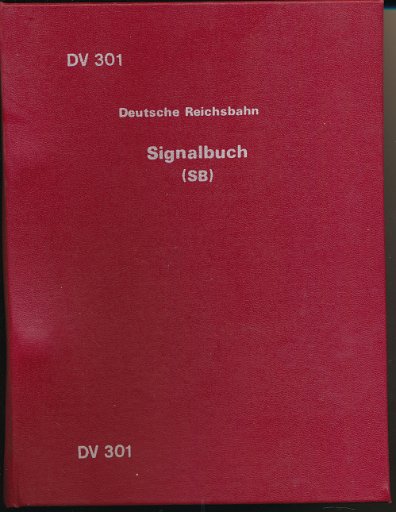 DV 301
Deutsche Reichsbahn
Signalbuch
(SB)
DV 301